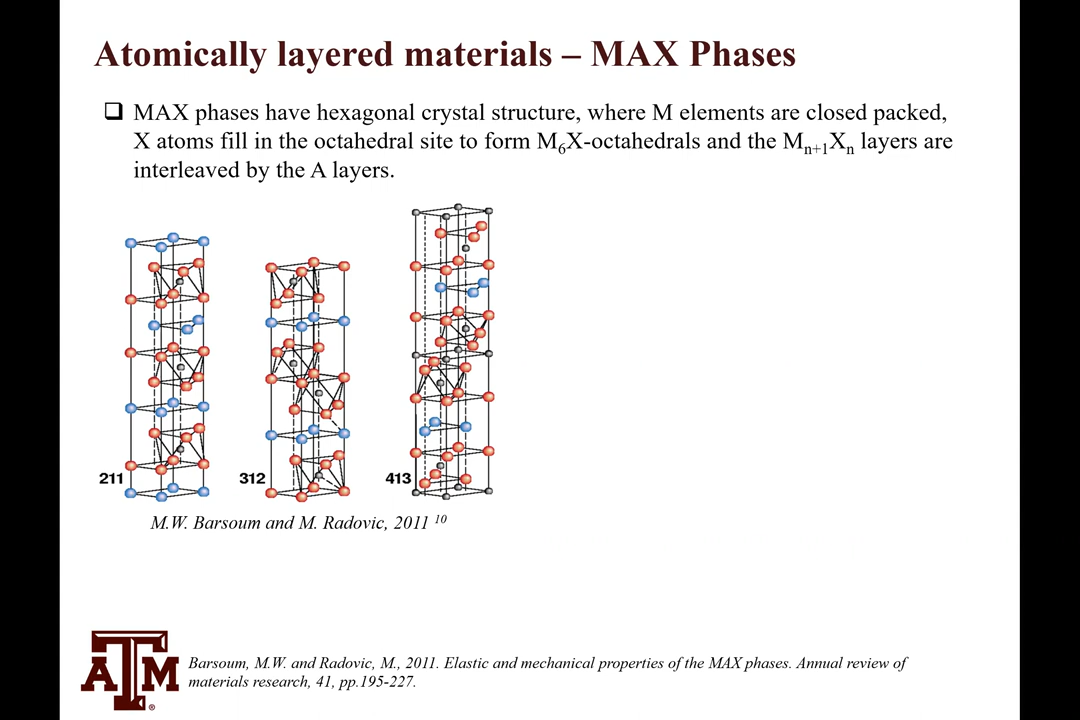 Atomically layered materials – MAX Phases
❑ MAX phases have hexagonal crystal structure, where M elements are closed packed,
X atoms fill in the octahedral site to form M₆X-octahedrals and the Mₙ₊₁Xₙ layers are
interleaved by the A layers.
211 312 413
M.W. Barsoum and M. Radovic, 2011 ¹⁰
ATM ®
Barsoum, M.W. and Radovic, M., 2011. Elastic and mechanical properties of the MAX phases. Annual review of
materials research, 41, pp.195-227.